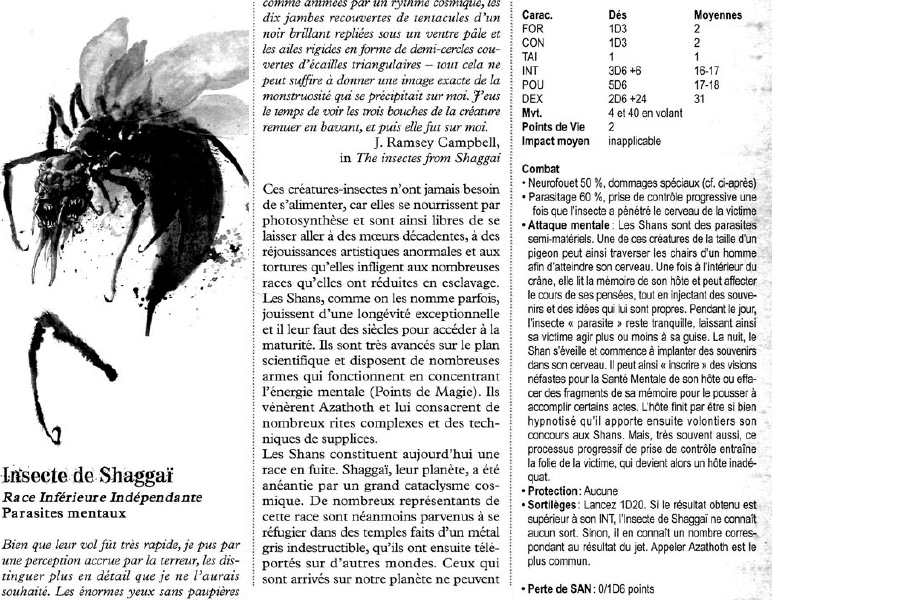 Insecte de Shaggaï
Race Inférieure Indépendante
Parasites mentaux
Bien que leur vol fût très rapide, je pus par
une perception accrue par la terreur, les dis-
tinguer plus en détail que je ne l'aurais
souhaité. Les énormes yeux sans paupières
comme animées par un rythme cosmique, les
dix jambes recouvertes de tentacules d'un
noir brillant repliées sous un ventre pâle et
les ailes rigides en forme de demi-cercles cou-
vertes d'écailles triangulaires – tout cela ne
peut suffire à donner une image exacte de la
monstruosité qui se précipitait sur moi. J'eus
le temps de voir les trois bouches de la créature
remuer en bavant, et puis elle fut sur moi.
J. Ramsey Campbell,
in The insectes from Shaggai
Ces créatures-insectes n'ont jamais besoin
de s'alimenter, car elles se nourrissent par
photosynthèse et sont ainsi libres de se
laisser aller à des mœurs décadentes, à des
réjouissances artistiques anormales et aux
tortures qu'elles infligent aux nombreuses
races qu'elles ont réduites en esclavage.
Les Shans, comme on les nomme parfois,
jouissent d'une longévité exceptionnelle
et il leur faut des siècles pour accéder à la
maturité. Ils sont très avancés sur le plan
scientifique et disposent de nombreuses
armes qui fonctionnent en concentrant
l'énergie mentale (Points de Magie). Ils
vénèrent Azathoth et lui consacrent de
nombreux rites complexes et des tech-
niques de supplices.
Les Shans constituent aujourd'hui une
race en fuite. Shaggaï, leur planète, a été
anéantie par un grand cataclysme cos-
mique. De nombreux représentants de
cette race sont néanmoins parvenus à se
réfugier dans des temples faits d'un métal
gris indestructible, qu'ils ont ensuite télé-
portés sur d'autres mondes. Ceux qui
sont arrivés sur notre planète ne peuvent
Carac. Dés Moyennes
FOR 1D3 2
CON 1D3 2
TAI 1 1
INT 3D6 +6 16-17
POU 5D6 17-18
DEX 2D6 +24 31
Mvt. 4 et 40 en volant
Points de Vie 2
Impact moyen inapplicable
Combat
• Neurofouet 50 %, dommages spéciaux (cf. ci-après)
• Parasitage 60 %, prise de contrôle progressive une
fois que l'insecte a pénétré le cerveau de la victime
• Attaque mentale : Les Shans sont des parasites
semi-matériels. Une de ces créatures de la taille d'un
pigeon peut ainsi traverser les chairs d'un homme
afin d'atteindre son cerveau. Une fois à l'intérieur du
crâne, elle lit la mémoire de son hôte et peut affecter
le cours de ses pensées, tout en injectant des souve-
nirs et des idées qui lui sont propres. Pendant le jour,
l'insecte « parasite » reste tranquille, laissant ainsi
sa victime agir plus ou moins à sa guise. La nuit, le
Shan s'éveille et commence à implanter des souvenirs
dans son cerveau. Il peut ainsi « inscrire » des visions
néfastes pour la Santé Mentale de son hôte ou effa-
cer des fragments de sa mémoire pour le pousser à
accomplir certains actes. L'hôte finit par être si bien
hypnotisé qu'il apporte ensuite volontiers son
concours aux Shans. Mais, très souvent aussi, ce
processus progressif de prise de contrôle entraîne
la folie de la victime, qui devient alors un hôte inadé-
quat.
• Protection : Aucune
• Sortilèges : Lancez 1D20. Si le résultat obtenu est
supérieur à son INT, l'Insecte de Shaggaï ne connaît
aucun sort. Sinon, il en connaît un nombre corres-
pondant au résultat du jet. Appeler Azathoth est le
plus commun.
• Perte de SAN : 0/1D6 points